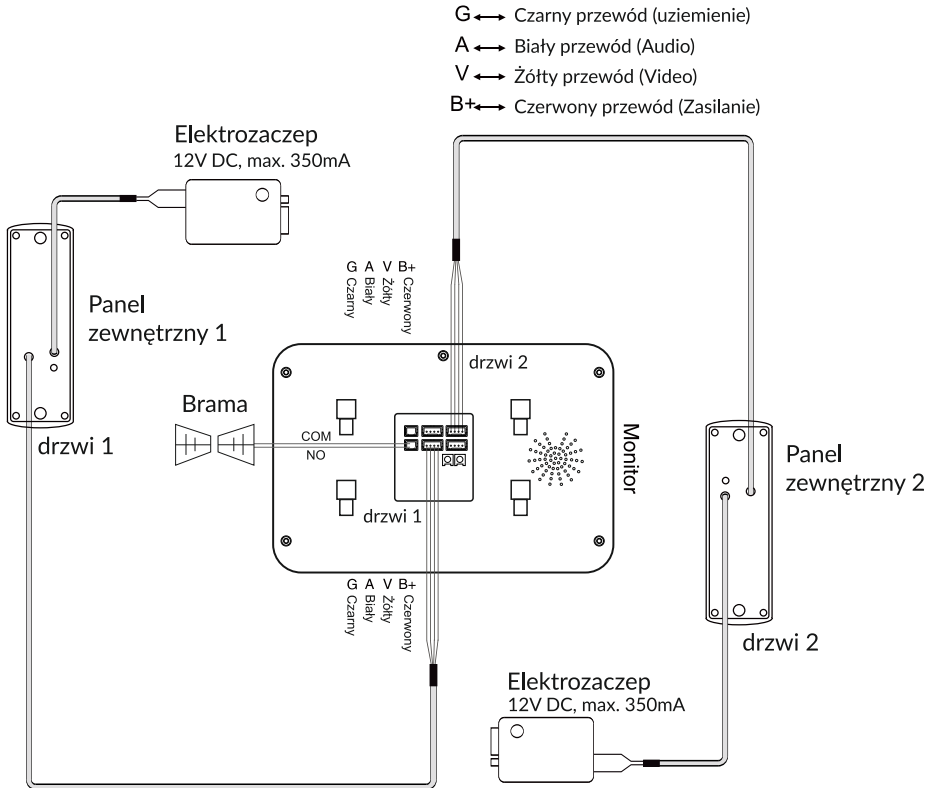 G ↔ Czarny przewód (uziemienie)
A ↔ Biały przewód (Audio)
V ↔ Żółty przewód (Video)
B+ ↔ Czerwony przewód (Zasilanie)
Elektrozaczep
12V DC, max. 350mA
Panel
zewnętrzny 1
drzwi 1
G Czarny
A Biały
V Żółty
B+ Czerwony
drzwi 2
Brama
COM
NO
Monitor
drzwi 1
G Czarny
A Biały
V Żółty
B+ Czerwony
Panel
zewnętrzny 2
drzwi 2
Elektrozaczep
12V DC, max. 350mA